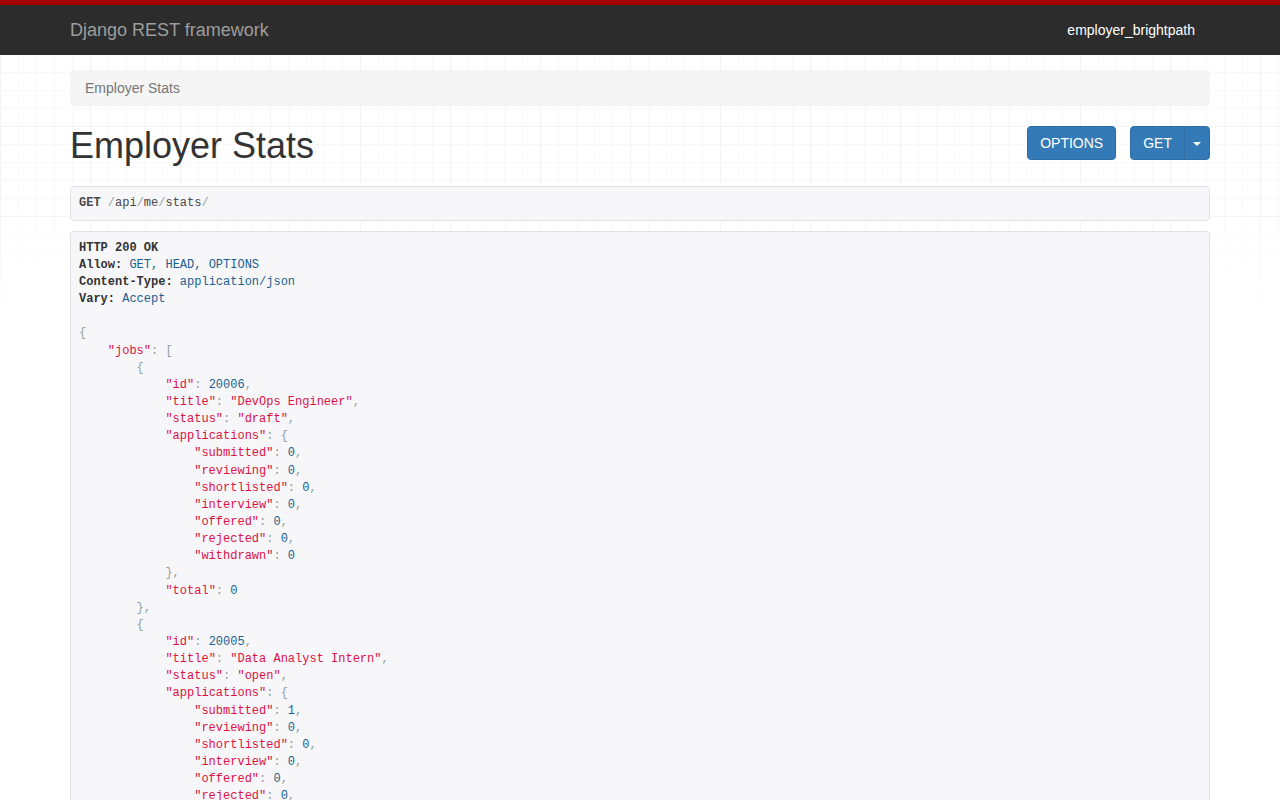 Django REST framework
employer_brightpath
Employer Stats
Employer Stats
OPTIONS
GET
GET /api/me/stats/
HTTP 200 OK
Allow: GET, HEAD, OPTIONS
Content-Type: application/json
Vary: Accept
{
    "jobs": [
        {
            "id": 20006,
            "title": "DevOps Engineer",
            "status": "draft",
            "applications": {
                "submitted": 0,
                "reviewing": 0,
                "shortlisted": 0,
                "interview": 0,
                "offered": 0,
                "rejected": 0,
                "withdrawn": 0
            },
            "total": 0
        },
        {
            "id": 20005,
            "title": "Data Analyst Intern",
            "status": "open",
            "applications": {
                "submitted": 1,
                "reviewing": 0,
                "shortlisted": 0,
                "interview": 0,
                "offered": 0,
                "rejected": 0,